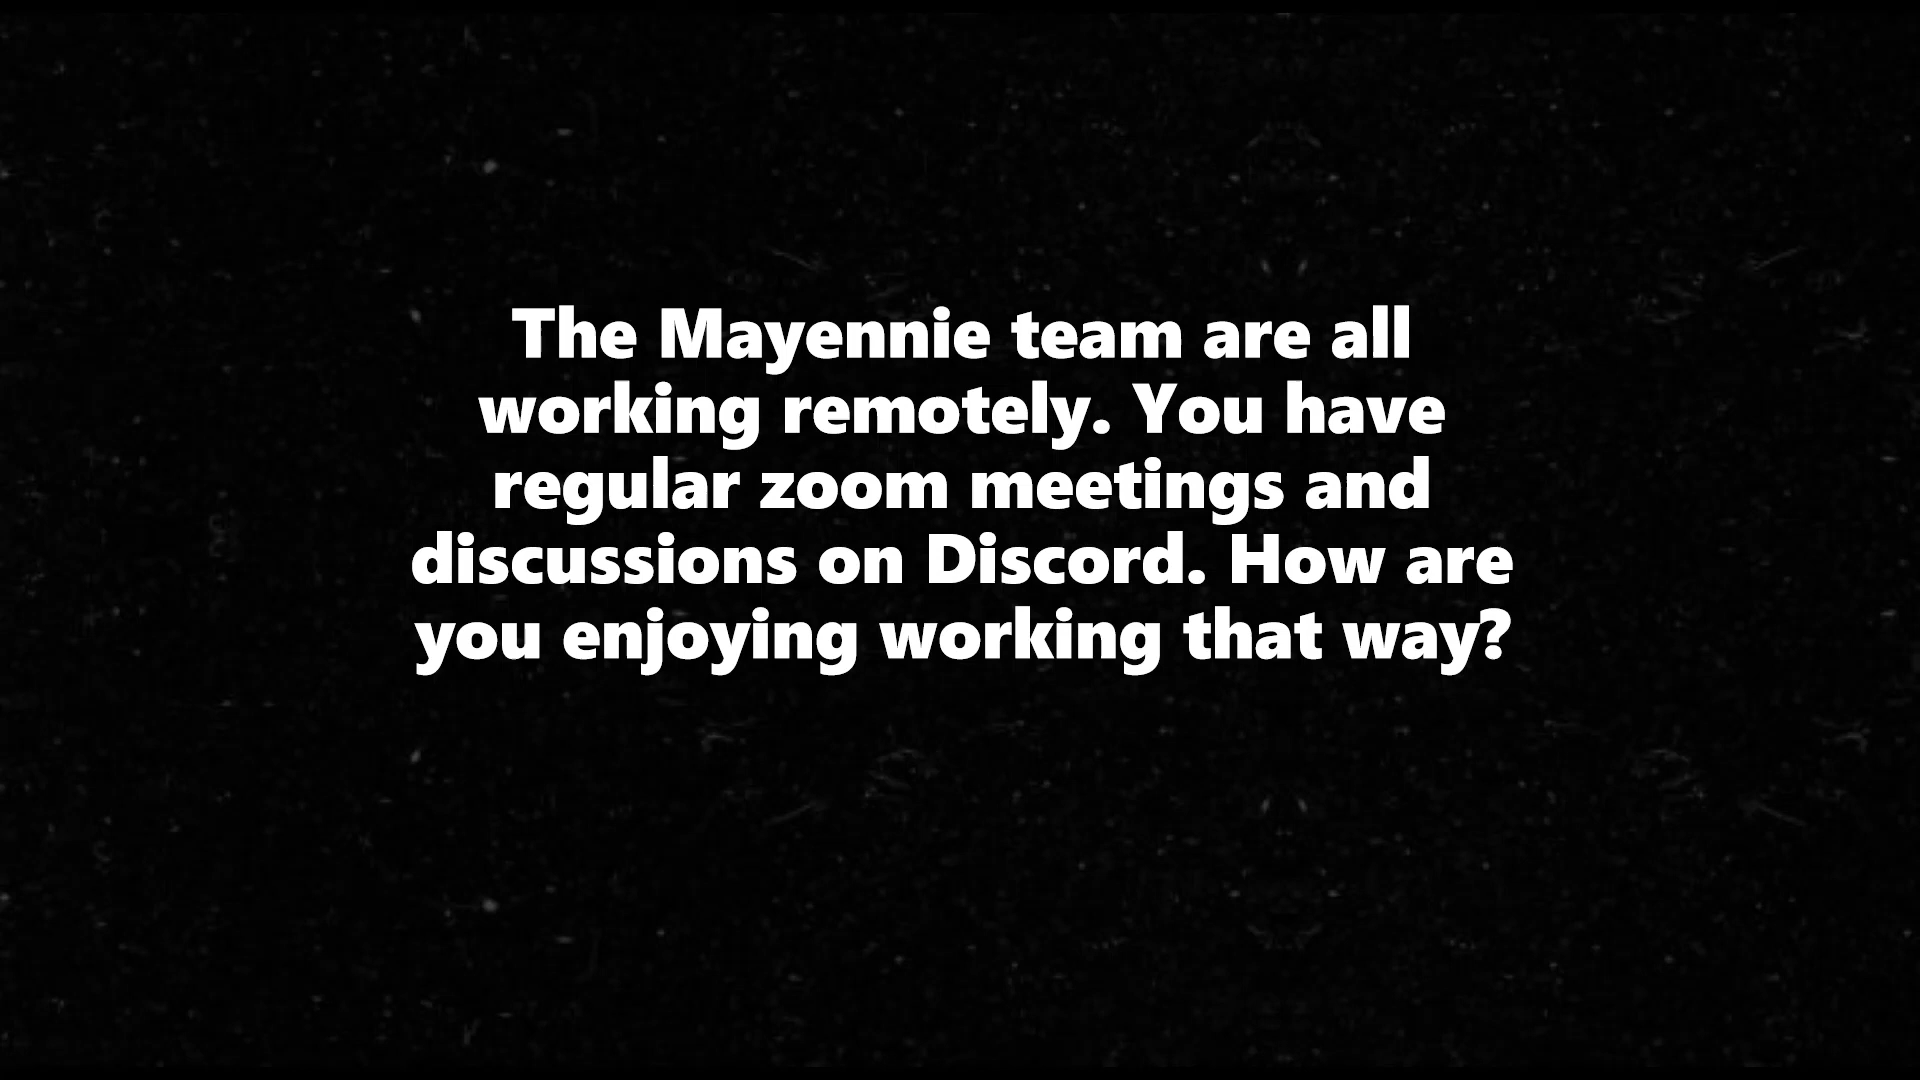 The Mayennie team are all
working remotely. You have
regular zoom meetings and
discussions on Discord. How are
you enjoying working that way?